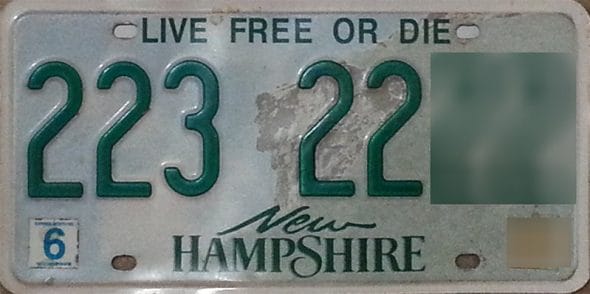 LIVE FREE OR DIE
223 22
6
New
HAMPSHIRE